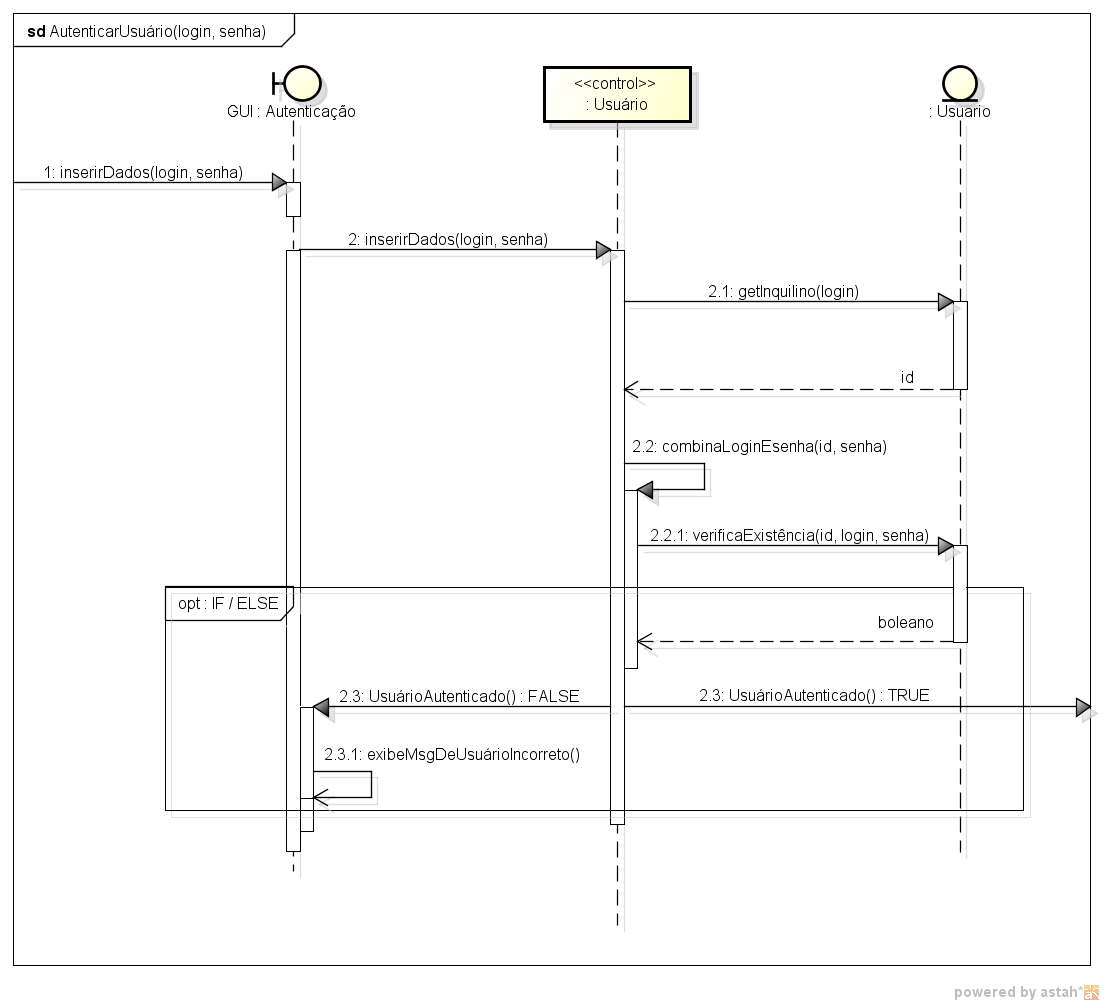 sd AutenticarUsuário(login, senha)
GUI : Autenticação
<<control>>
: Usuário
: Usuario
1: inserirDados(login, senha)
2: inserirDados(login, senha)
2.1: getInquilino(login)
id
2.2: combinaLoginEsenha(id, senha)
2.2.1: verificaExistência(id, login, senha)
opt : IF / ELSE
boleano
2.3: UsuárioAutenticado() : FALSE
2.3: UsuárioAutenticado() : TRUE
2.3.1: exibeMsgDeUsuárioIncorreto()
powered by astah*